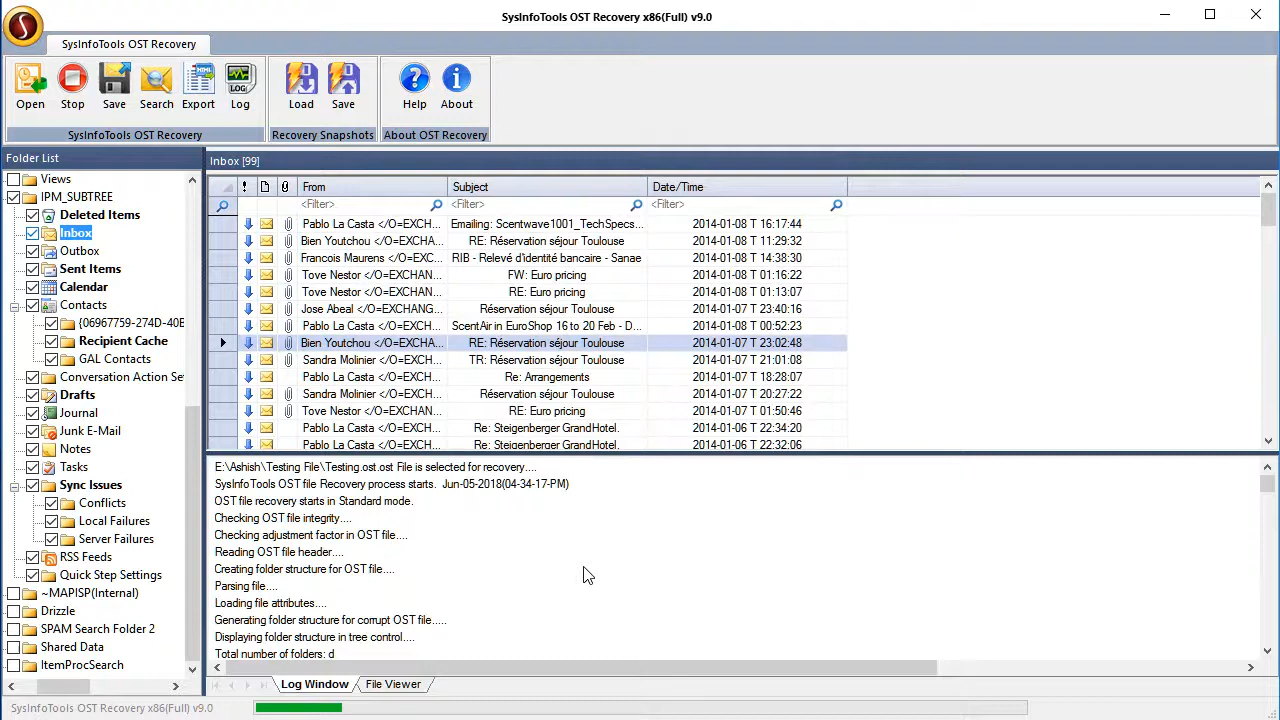 SysInfoTools OST Recovery x86(Full) v9.0
SysInfoTools OST Recovery
Open Stop Save Search Export Log Load Save Help About
SysInfoTools OST Recovery Recovery Snapshots About OST Recovery
Folder List
Views
IPM_SUBTREE
Deleted Items
Inbox
Outbox
Sent Items
Calendar
Contacts
{06967759-274D-40B
Recipient Cache
GAL Contacts
Conversation Action Se
Drafts
Journal
Junk E-Mail
Notes
Tasks
Sync Issues
Conflicts
Local Failures
Server Failures
RSS Feeds
Quick Step Settings
~MAPISP(Internal)
Drizzle
SPAM Search Folder 2
Shared Data
ItemProcSearch
Inbox [99]
! From Subject Date/Time
<Filter> <Filter> <Filter>
Pablo La Casta </O=EXCH... Emailing: Scentwave1001_TechSpecs... 2014-01-08 T 16:17:44
Bien Youtchou </O=EXCHA... RE: Réservation séjour Toulouse 2014-01-08 T 11:29:32
Francois Maurens </O=EX... RIB - Relevé d'identité bancaire - Sanae 2014-01-08 T 14:38:30
Tove Nestor </O=EXCHAN... FW: Euro pricing 2014-01-08 T 01:16:22
Tove Nestor </O=EXCHAN... RE: Euro pricing 2014-01-08 T 01:13:07
Jose Abeal </O=EXCHANG... Réservation séjour Toulouse 2014-01-07 T 23:40:16
Pablo La Casta </O=EXCH... ScentAir in EuroShop 16 to 20 Feb - D... 2014-01-08 T 00:52:23
Bien Youtchou </O=EXCHA... RE: Réservation séjour Toulouse 2014-01-07 T 23:02:48
Sandra Molinier </O=EXC... TR: Réservation séjour Toulouse 2014-01-07 T 21:01:08
Pablo La Casta </O=EXCH... Re: Arrangements 2014-01-07 T 18:28:07
Sandra Molinier </O=EXC... Réservation séjour Toulouse 2014-01-07 T 20:27:22
Tove Nestor </O=EXCHAN... RE: Euro pricing 2014-01-07 T 01:50:46
Pablo La Casta </O=EXCH... Re: Steigenberger GrandHotel. 2014-01-06 T 22:34:20
Pablo La Casta </O=EXCH... Re: Steigenberger GrandHotel. 2014-01-06 T 22:32:06
E:\Ashish\Testing File\Testing.ost.ost File is selected for recovery....
SysInfoTools OST file Recovery process starts. Jun-05-2018(04-34-17-PM)
OST file recovery starts in Standard mode.
Checking OST file integrity....
Checking adjustment factor in OST file....
Reading OST file header....
Creating folder structure for OST file....
Parsing file....
Loading file attributes....
Generating folder structure for corrupt OST file.....
Displaying folder structure in tree control....
Total number of folders: d
Log Window File Viewer
SysInfoTools OST Recovery x86(Full) v9.0